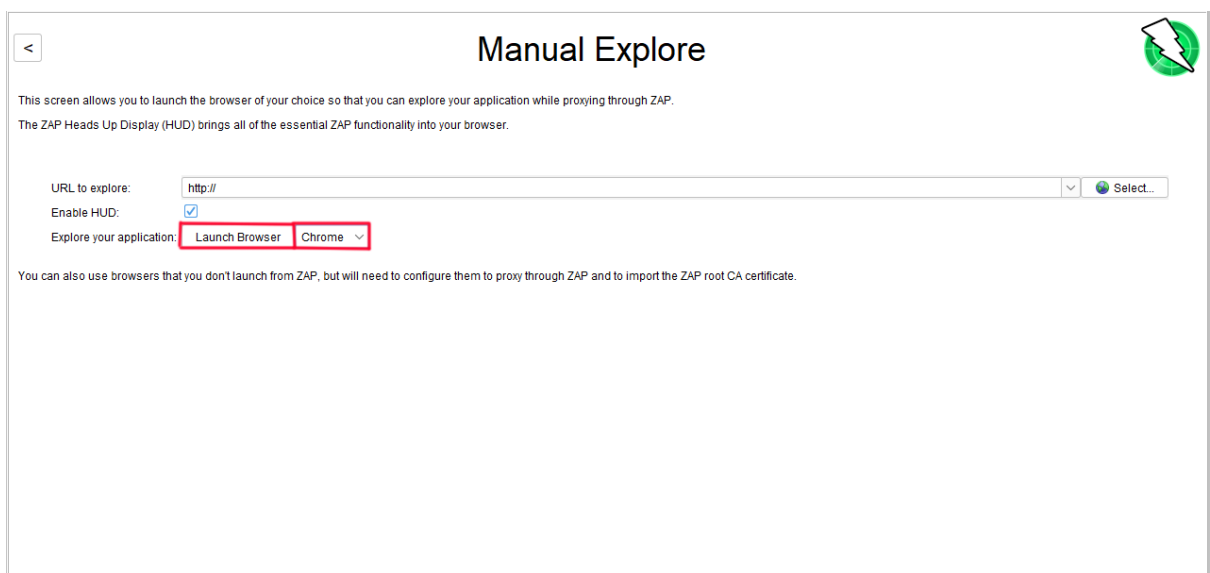 <
Manual Explore
This screen allows you to launch the browser of your choice so that you can explore your application while proxying through ZAP.
The ZAP Heads Up Display (HUD) brings all of the essential ZAP functionality into your browser.
URL to explore: http:// Select...
Enable HUD:
Explore your application: Launch Browser Chrome
You can also use browsers that you don't launch from ZAP, but will need to configure them to proxy through ZAP and to import the ZAP root CA certificate.